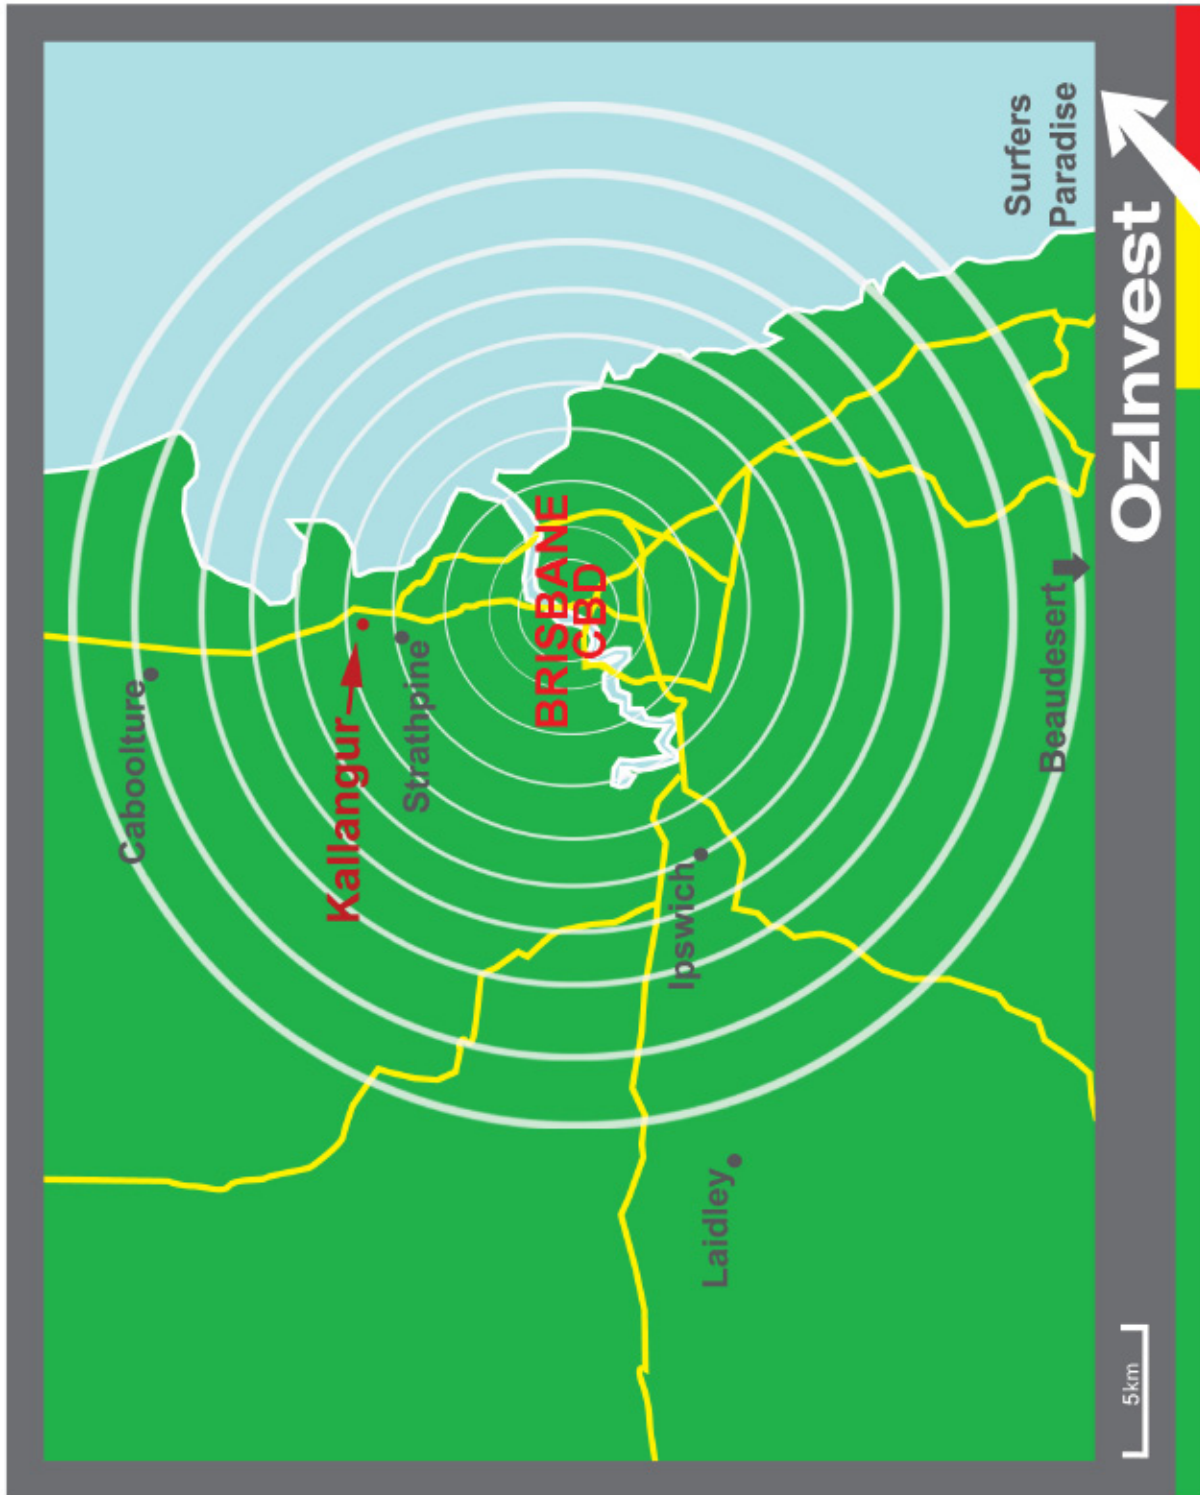 Caboolture
Kallangur
Strathpine
BRISBANE
CBD
Ipswich
Laidley
Surfers
Paradise
Beaudesert
5km
OzInvest